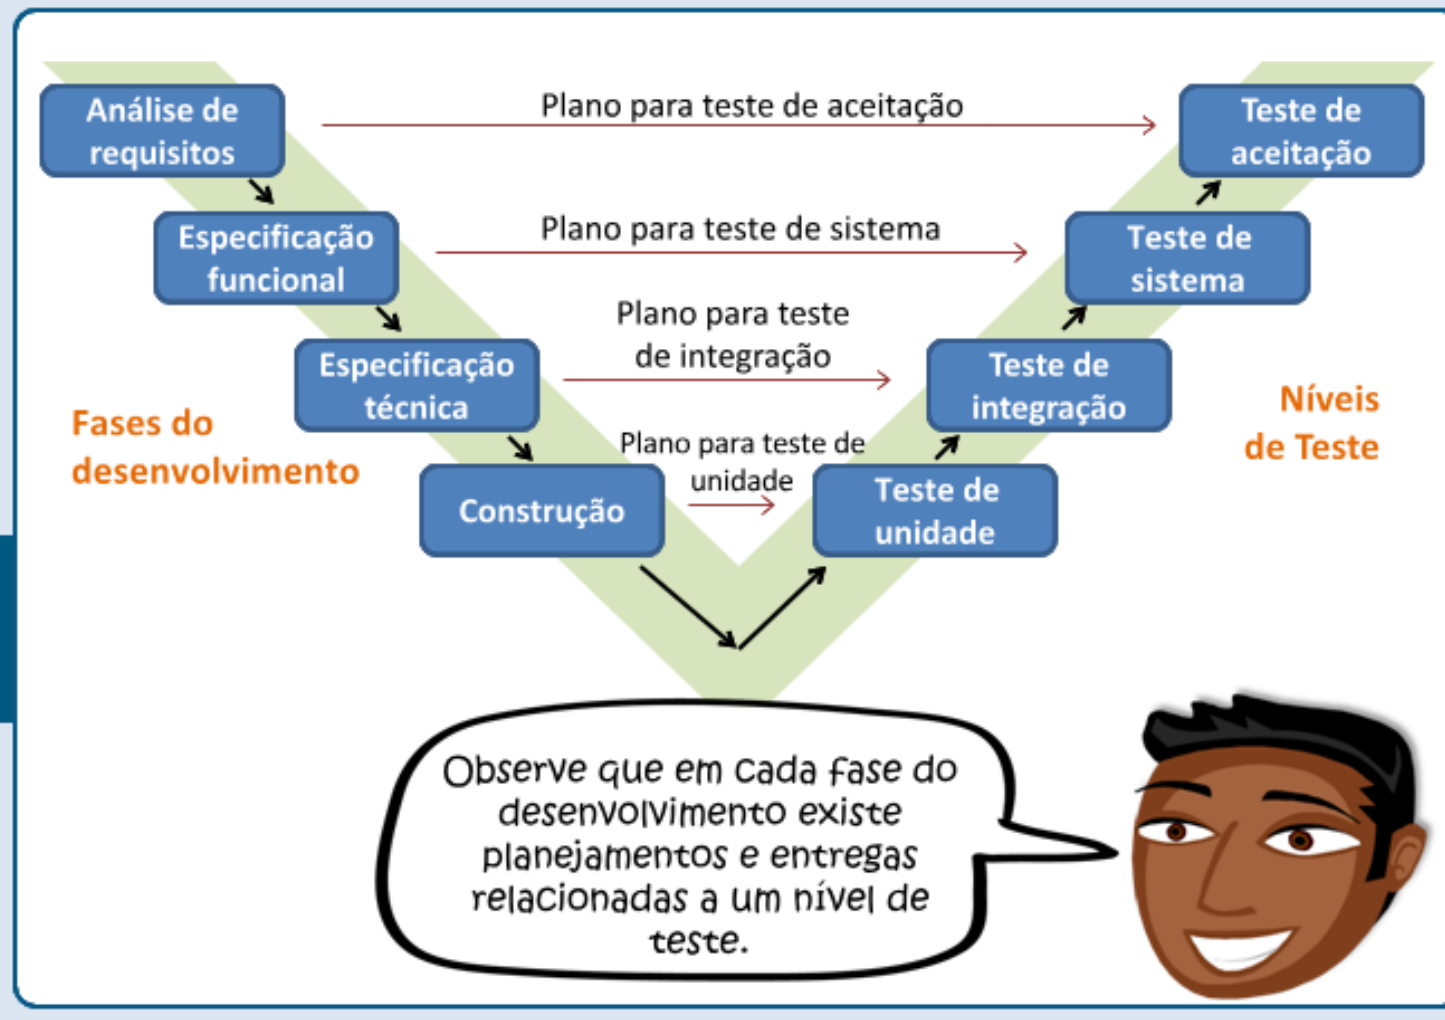 Análise de
requisitos
Plano para teste de aceitação
Teste de
aceitação
Especificação
funcional
Plano para teste de sistema
Teste de
sistema
Especificação
técnica
Plano para teste
de integração
Teste de
integração
Fases do
desenvolvimento
Níveis
de Teste
Construção
Plano para teste de
unidade
Teste de
unidade
Observe que em cada fase do
desenvolvimento existe
planejamentos e entregas
relacionadas a um nível de
teste.